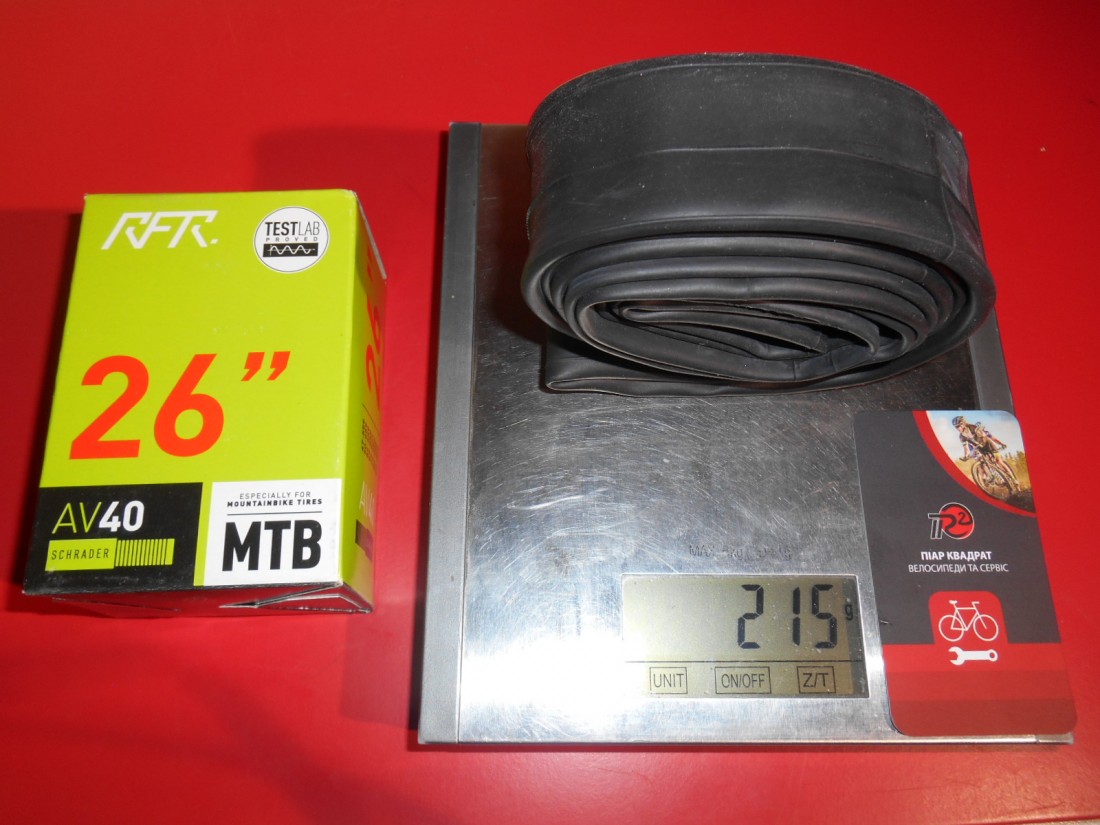 RFR.
TESTLAB
PROVED
26”
AV40
SCHRADER
ESPECIALLY FOR
MOUNTAINBIKE TIRES
MTB
215g
UNIT
ON/OFF
Z/T
ПІАР КВАДРАТ
ВЕЛОСИПЕДИ ТА СЕРВІС